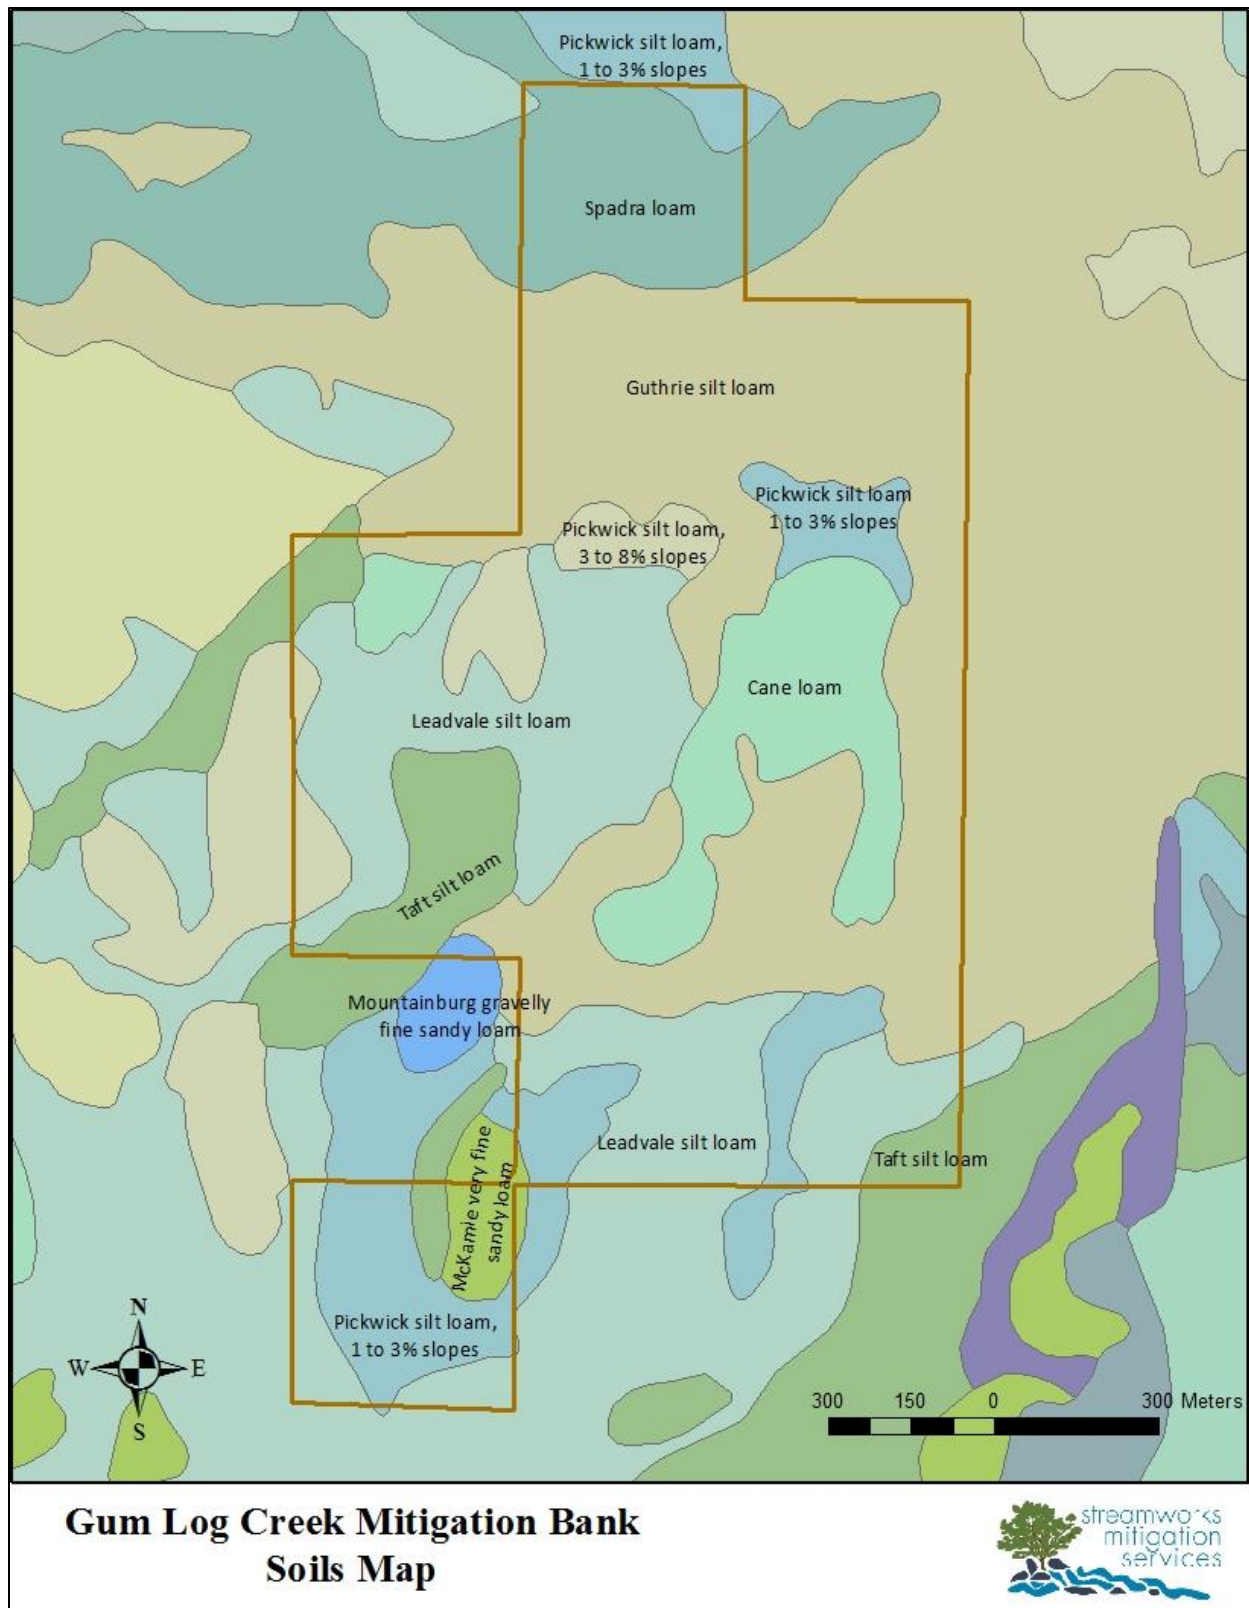 Pickwick silt loam,
1 to 3% slopes
Spadra loam
Guthrie silt loam
Pickwick silt loam
1 to 3% slopes
Pickwick silt loam,
3 to 8% slopes
Cane loam
Leadvale silt loam
Taft silt loam
Mountainburg gravelly
fine sandy loam
Leadvale silt loam
Taft silt loam
McKamie very fine
sandy loam
Pickwick silt loam,
1 to 3% slopes
N
W E
S
300 150 0 300 Meters
Gum Log Creek Mitigation Bank
Soils Map
streamworks
mitigation
services